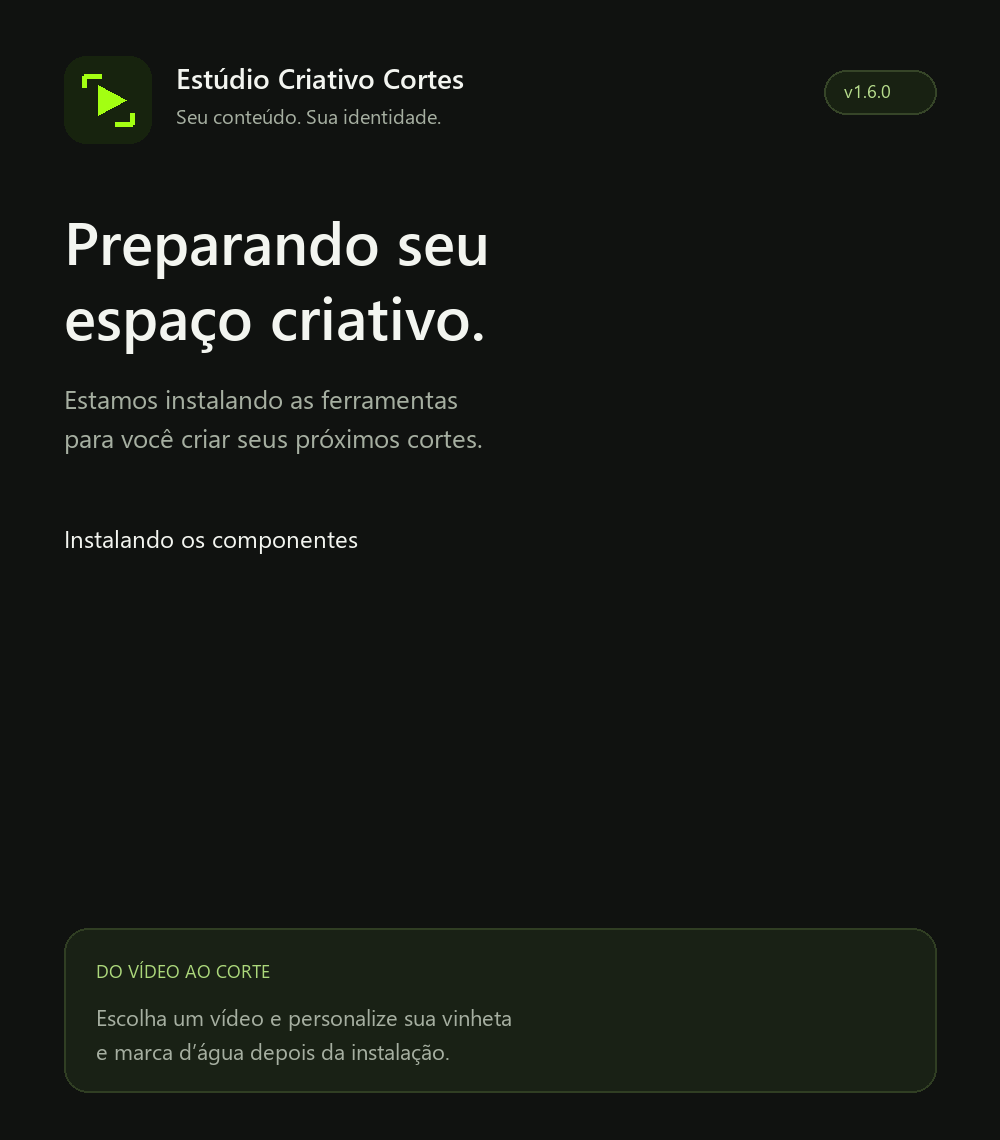 Estúdio Criativo Cortes
Seu conteúdo. Sua identidade.
v1.6.0
Preparando seu
espaço criativo.
Estamos instalando as ferramentas
para você criar seus próximos cortes.
Instalando os componentes
DO VÍDEO AO CORTE
Escolha um vídeo e personalize sua vinheta
e marca d’água depois da instalação.